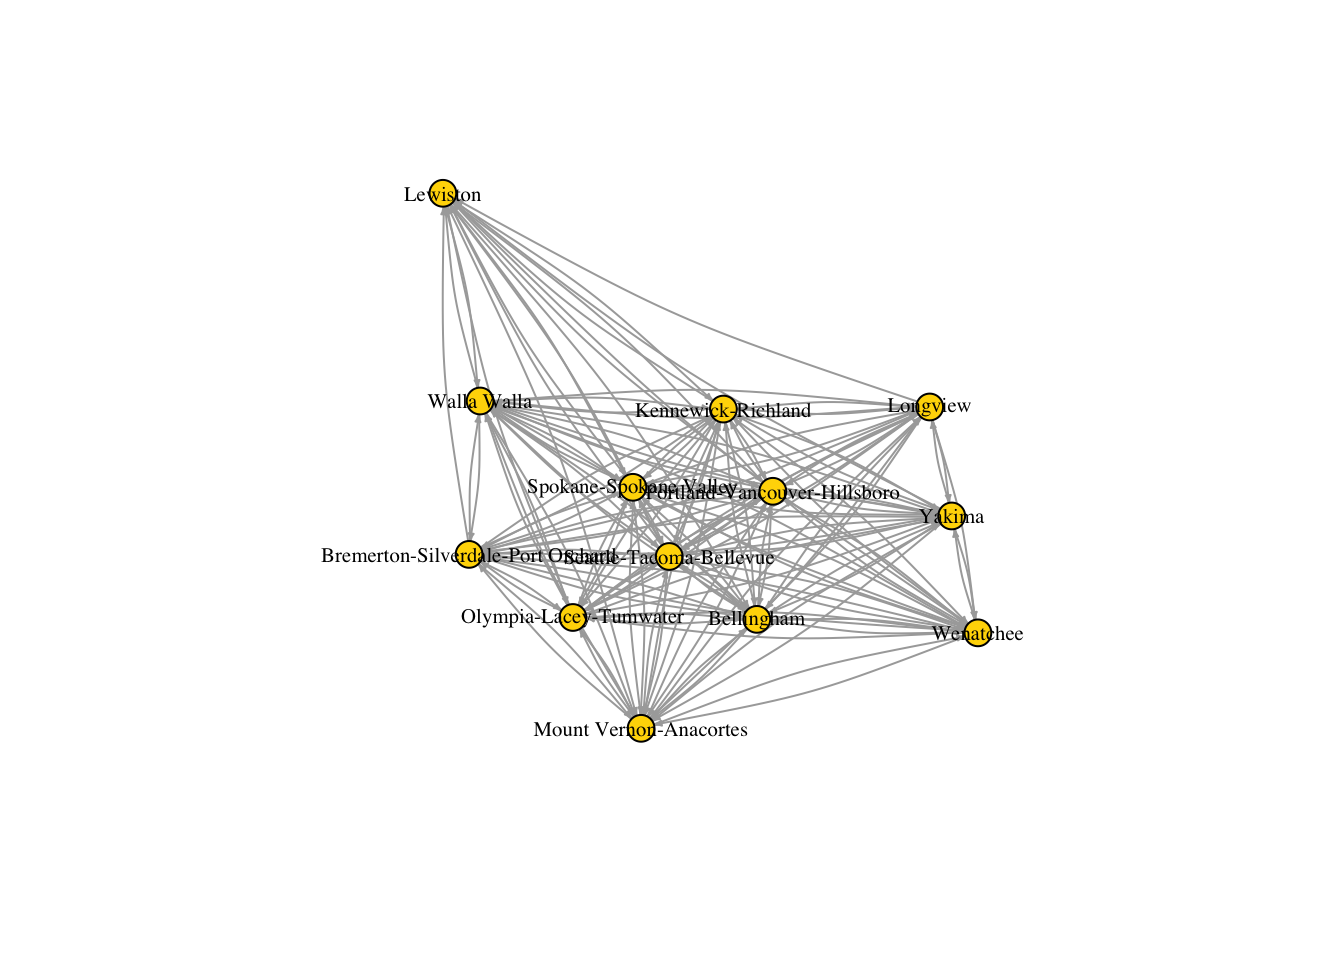 Lewiston
Walla Walla
Kennewick-Richland
Longview
Spokane-Spokane Valley
Portland-Vancouver-Hillsboro
Yakima
Bremerton-Silverdale-Port Orchard
Seattle-Tacoma-Bellevue
Olympia-Lacey-Tumwater
Bellingham
Wenatchee
Mount Vernon-Anacortes